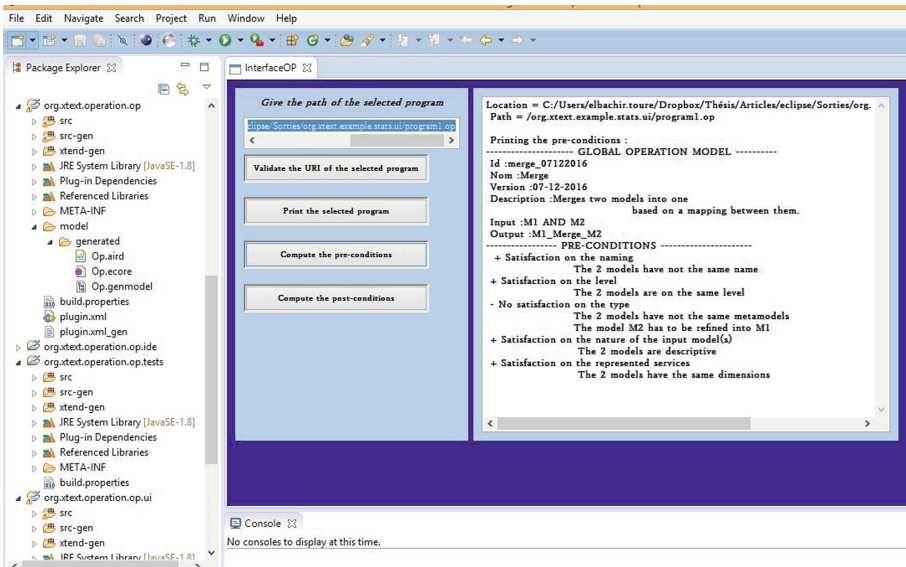 File Edit Navigate Search Project Run Window Help
Package Explorer
org.xtext.operation.op
src
src-gen
xtend-gen
JRE System Library [JavaSE-1.8]
Plug-in Dependencies
Referenced Libraries
META-INF
model
generated
Op.aird
Op.ecore
Op.genmodel
build.properties
plugin.xml
plugin.xml_gen
org.xtext.operation.op.ide
org.xtext.operation.op.tests
src
src-gen
xtend-gen
JRE System Library [JavaSE-1.8]
Plug-in Dependencies
Referenced Libraries
META-INF
build.properties
org.xtext.operation.op.ui
src
src-gen
xtend-gen
JRE System Library [JavaSE-1.8]
InterfaceOP
Give the path of the selected program
clipse/Sorties/org.xtext.example.stats.ui/program1.op
Validate the URI of the selected program
Print the selected program
Compute the pre-conditions
Compute the post-conditions
Location = C:/Users/elbachir.toure/Dropbox/Thésis/Articles/eclipse/Sorties/org.
Path = /org.xtext.example.stats.ui/program1.op
Printing the pre-conditions :
--------------------- GLOBAL OPERATION MODEL ----------
Id :merge_07122016
Nom :Merge
Version :07-12-2016
Description :Merges two models into one
based on a mapping between them.
Input :M1 AND M2
Output :M1_Merge_M2
----------------- PRE-CONDITIONS ----------------------
+ Satisfaction on the naming
The 2 models have not the same name
+ Satisfaction on the level
The 2 models are on the same level
- No satisfaction on the type
The 2 models have not the same metamodels
The model M2 has to be refined into M1
+ Satisfaction on the nature of the input model(s)
The 2 models are descriptive
+ Satisfaction on the represented services
The 2 models have the same dimensions
Console
No consoles to display at this time.